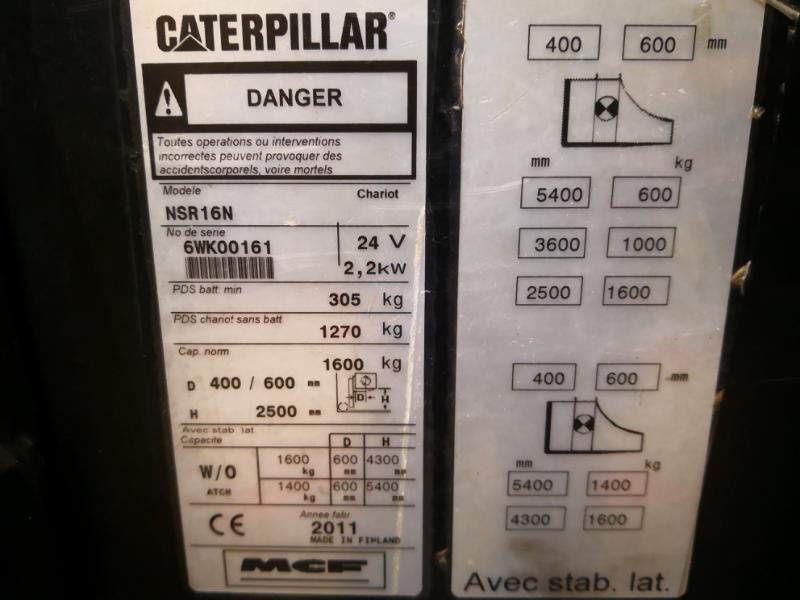 CATERPILLAR®
DANGER
Toutes operations ou interventions
incorrectes peuvent provoquer des
accidentscorporels, voire mortels
Modele Chariot
NSR16N
No de serie
6WK00161 24 V
2,2kW
PDS batt. min
305 kg
PDS chariot sans batt
1270 kg
Cap. norm
1600 kg
D 400 / 600 mm
D H
H 2500 mm
Avec stab. lat
Capacite D H
W/O 1600 kg 600 mm 4300 mm
ATCH 1400 kg 600 mm 5400 mm
CE Annee fabr.
2011
MADE IN FINLAND
MCF
400 600 mm
mm kg
5400 600
3600 1000
2500 1600
400 600 mm
mm kg
5400 1400
4300 1600
Avec stab. lat.